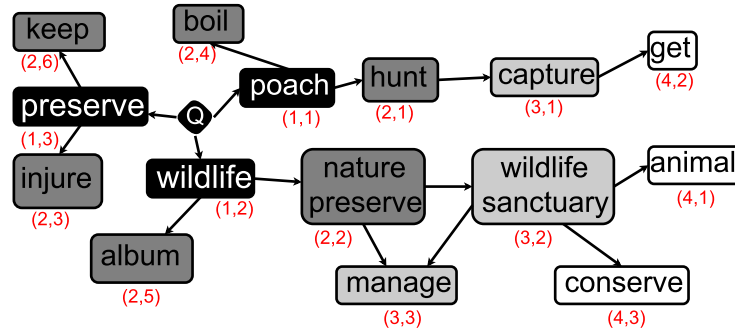 keep
(2,6)
boil
(2,4)
preserve
(1,3)
Q
poach
(1,1)
hunt
(2,1)
capture
(3,1)
get
(4,2)
injure
(2,3)
wildlife
(1,2)
nature
preserve
(2,2)
wildlife
sanctuary
(3,2)
animal
(4,1)
album
(2,5)
manage
(3,3)
conserve
(4,3)